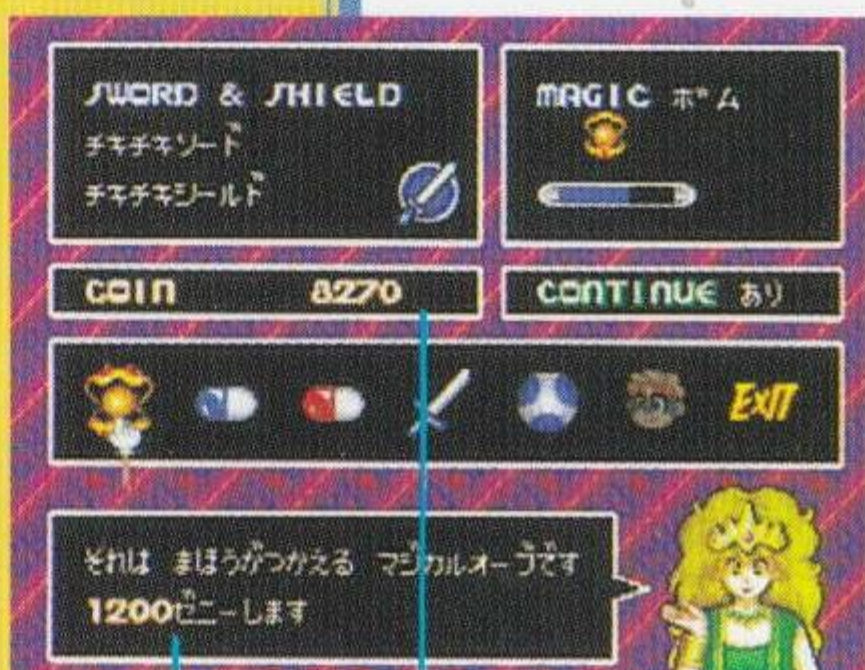 SWORD & SHIELD
チキチキソード
チキチキシールド
MAGIC ボム
COIN 8270
CONTINUE あり
EXIT
それは まほうがつかえる マジカルオーブです
1200ゼニーします